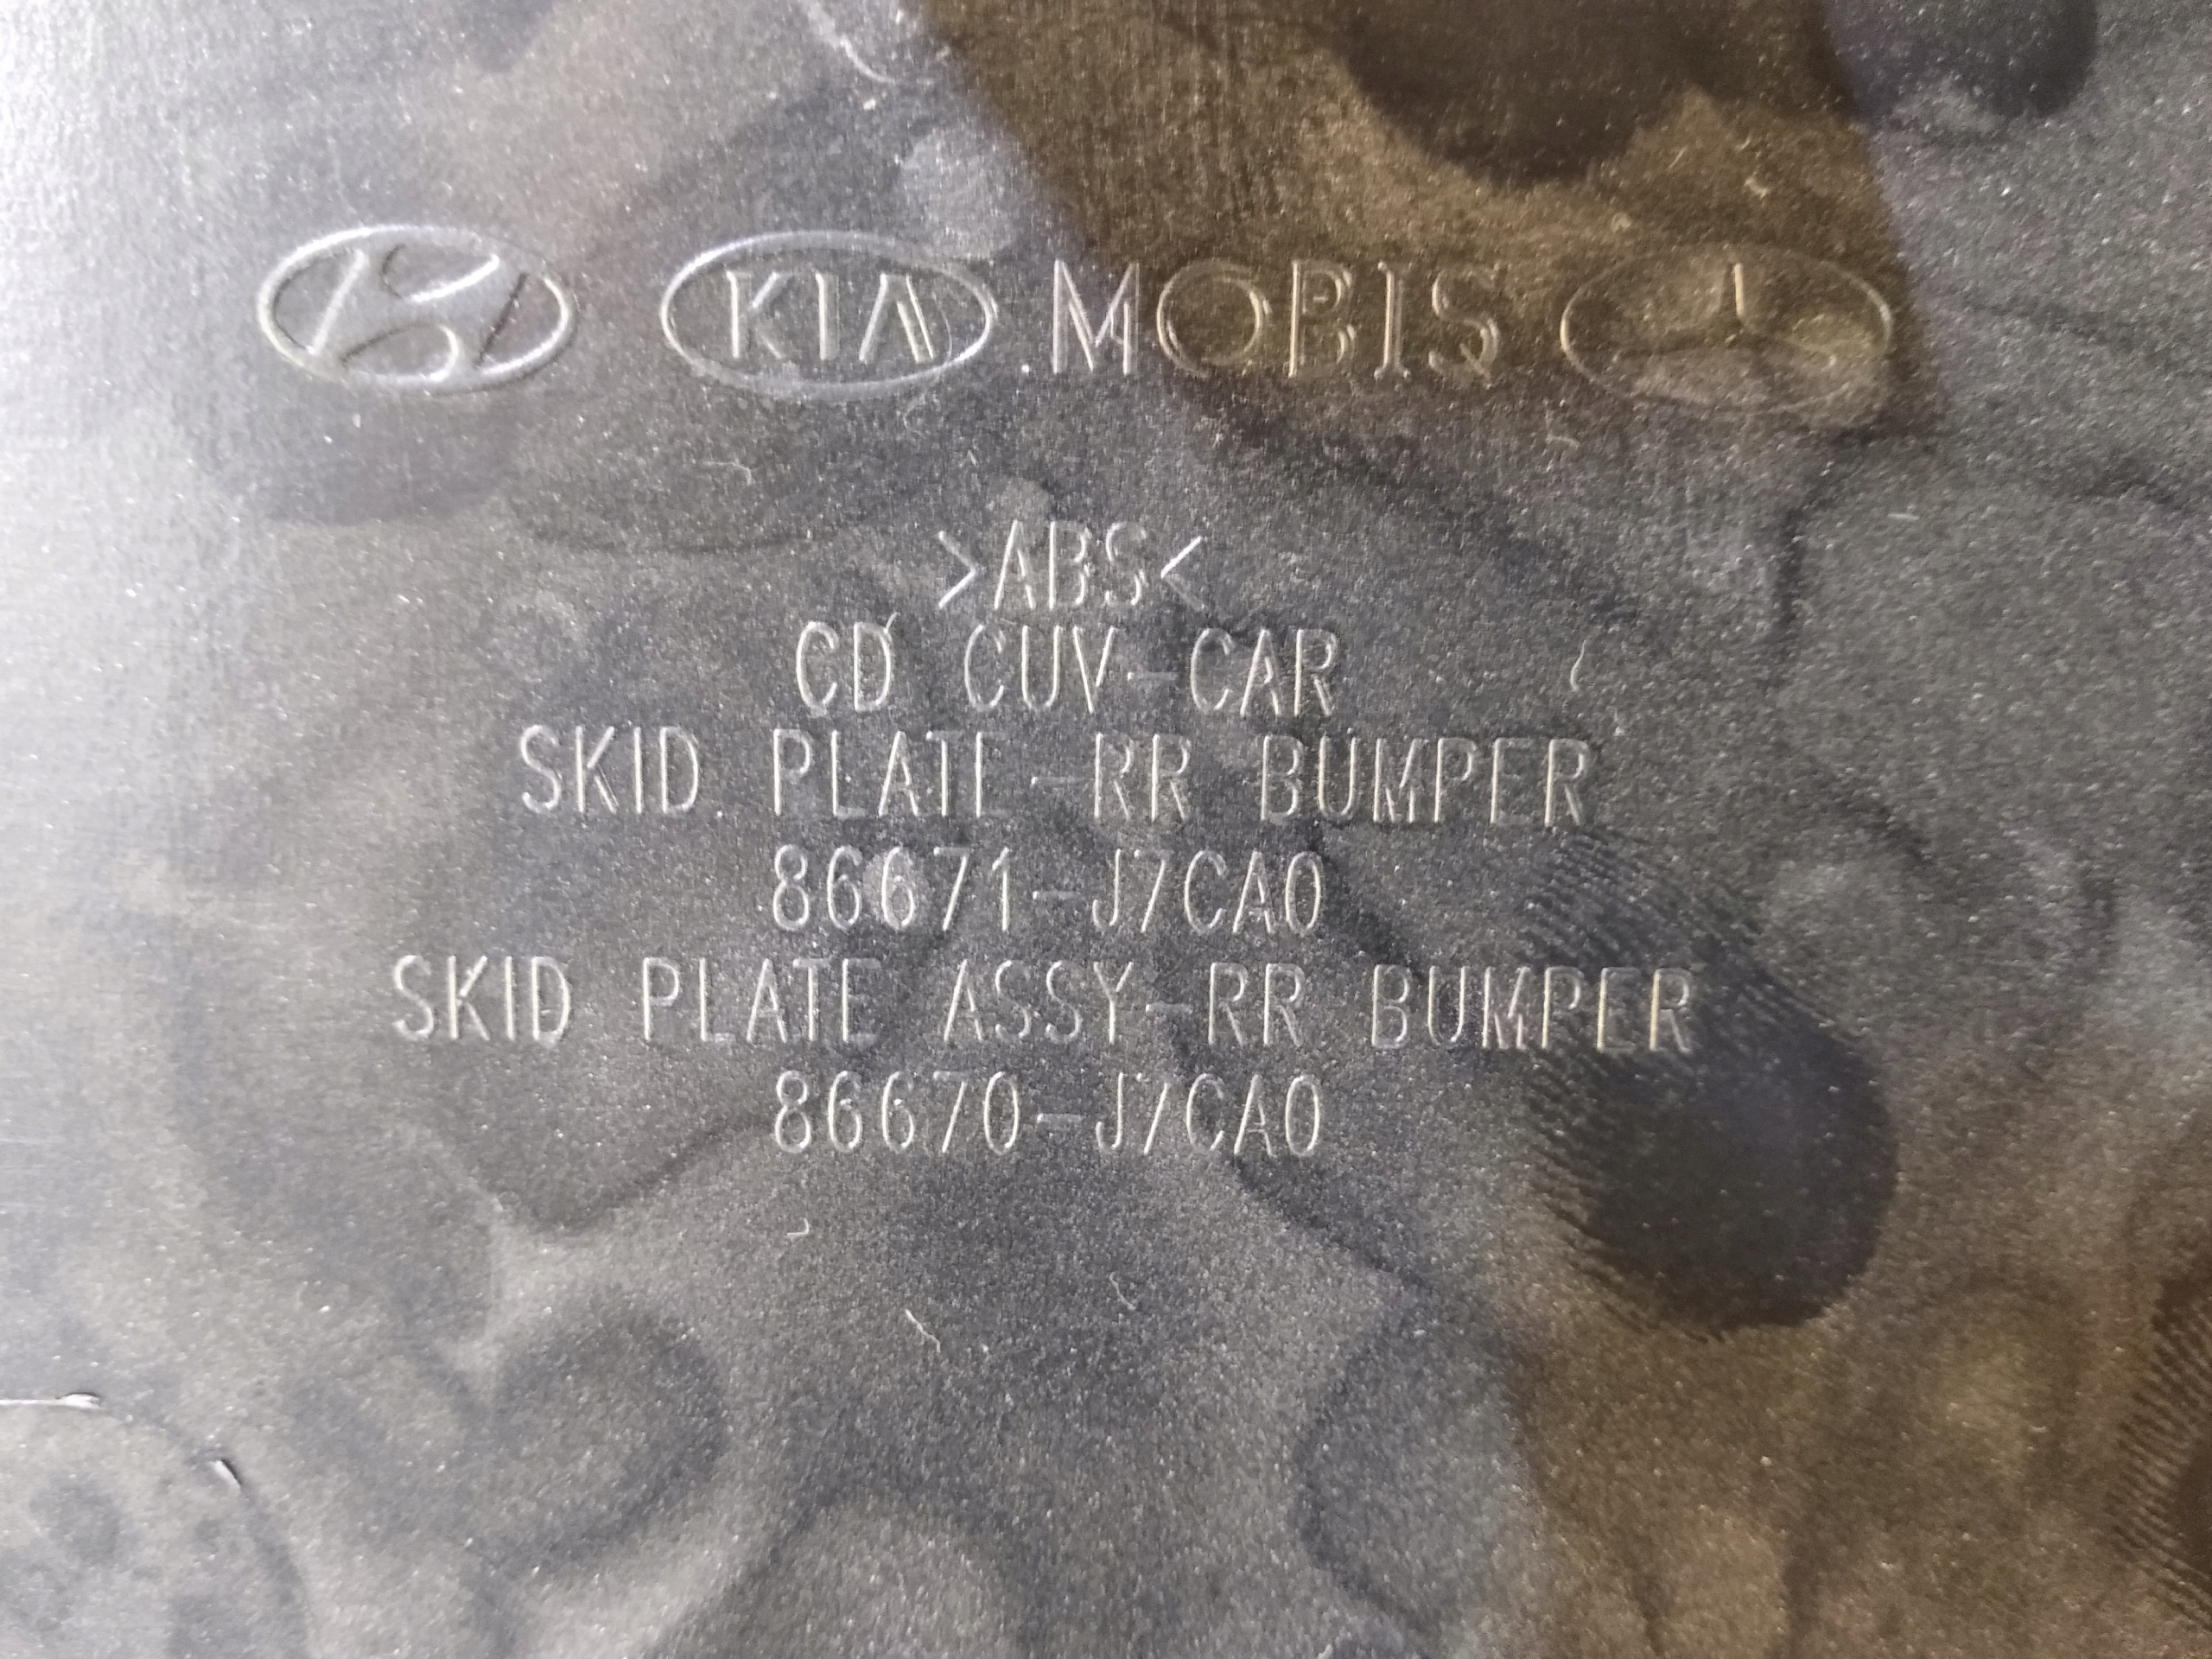 KIA MOBIS
>ABS<
CD CUV-CAR
SKID PLATE-RR BUMPER
86671-J7CA0
SKID PLATE ASSY-RR BUMPER
86670-J7CA0